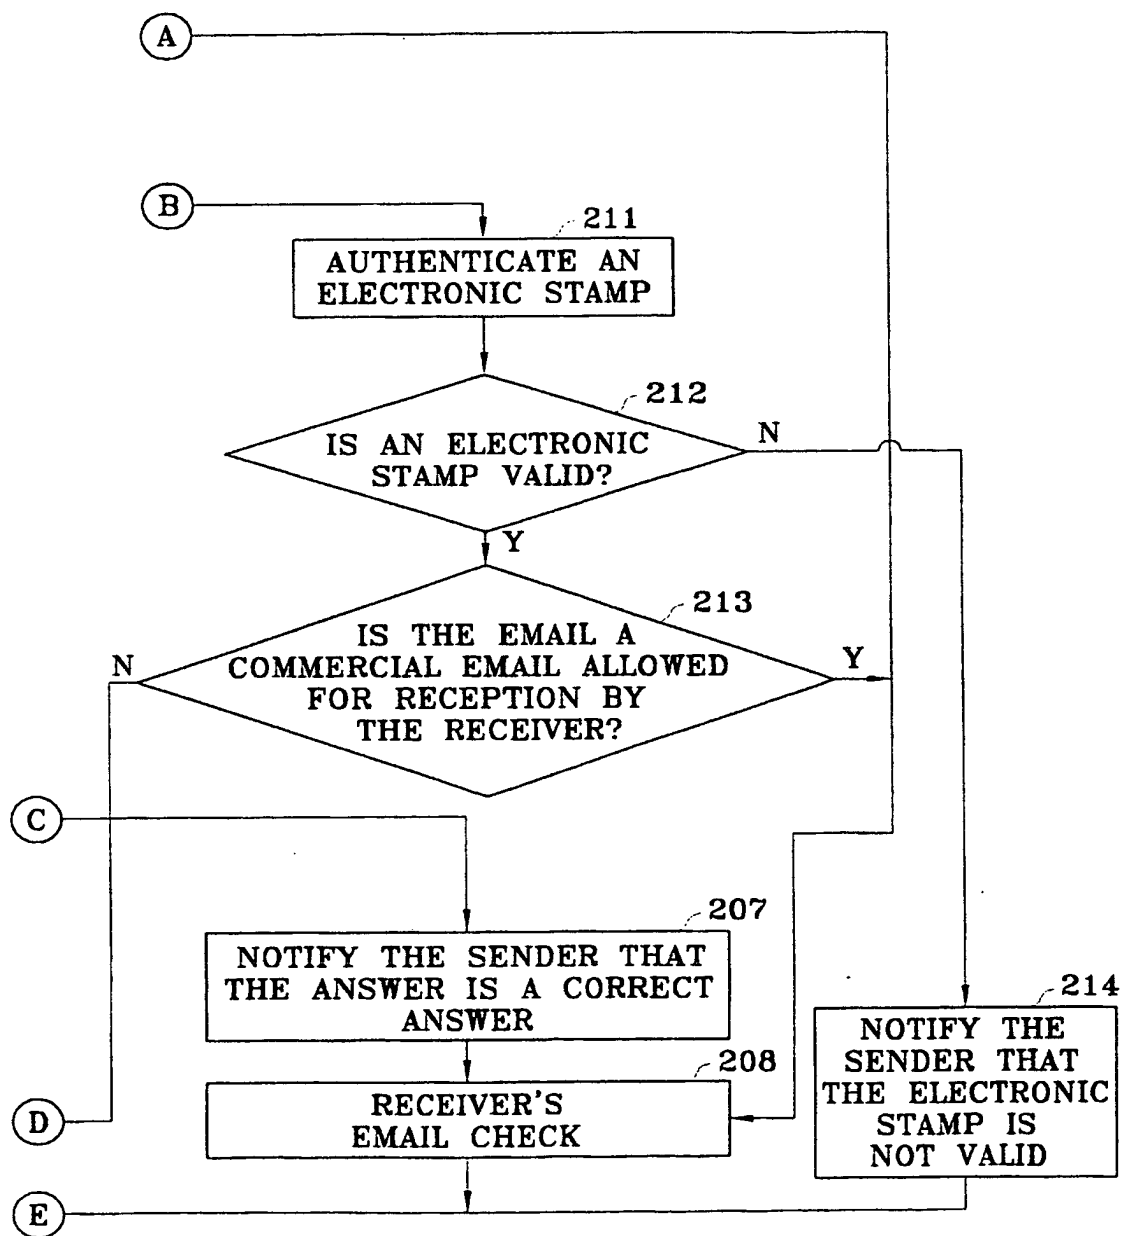 A
B
211
AUTHENTICATE AN
ELECTRONIC STAMP
212
N
IS AN ELECTRONIC
STAMP VALID?
Y
213
N
IS THE EMAIL A
COMMERCIAL EMAIL ALLOWED
FOR RECEPTION BY
THE RECEIVER?
Y
C
207
NOTIFY THE SENDER THAT
THE ANSWER IS A CORRECT
ANSWER
214
NOTIFY THE
SENDER THAT
THE ELECTRONIC
STAMP IS
NOT VALID
208
RECEIVER'S
EMAIL CHECK
D
E